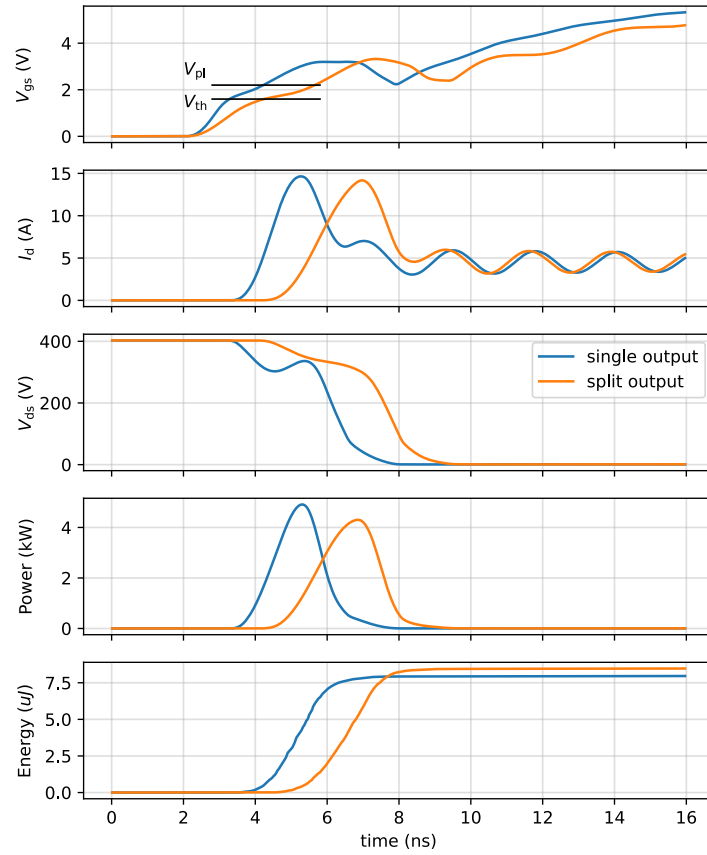 4
2
0
V_gs (V)
V_pl
V_th
15
10
5
0
I_d (A)
400
200
0
V_ds (V)
single output
split output
4
2
0
Power (kW)
7.5
5.0
2.5
0.0
Energy (uJ)
0 2 4 6 8 10 12 14 16
time (ns)